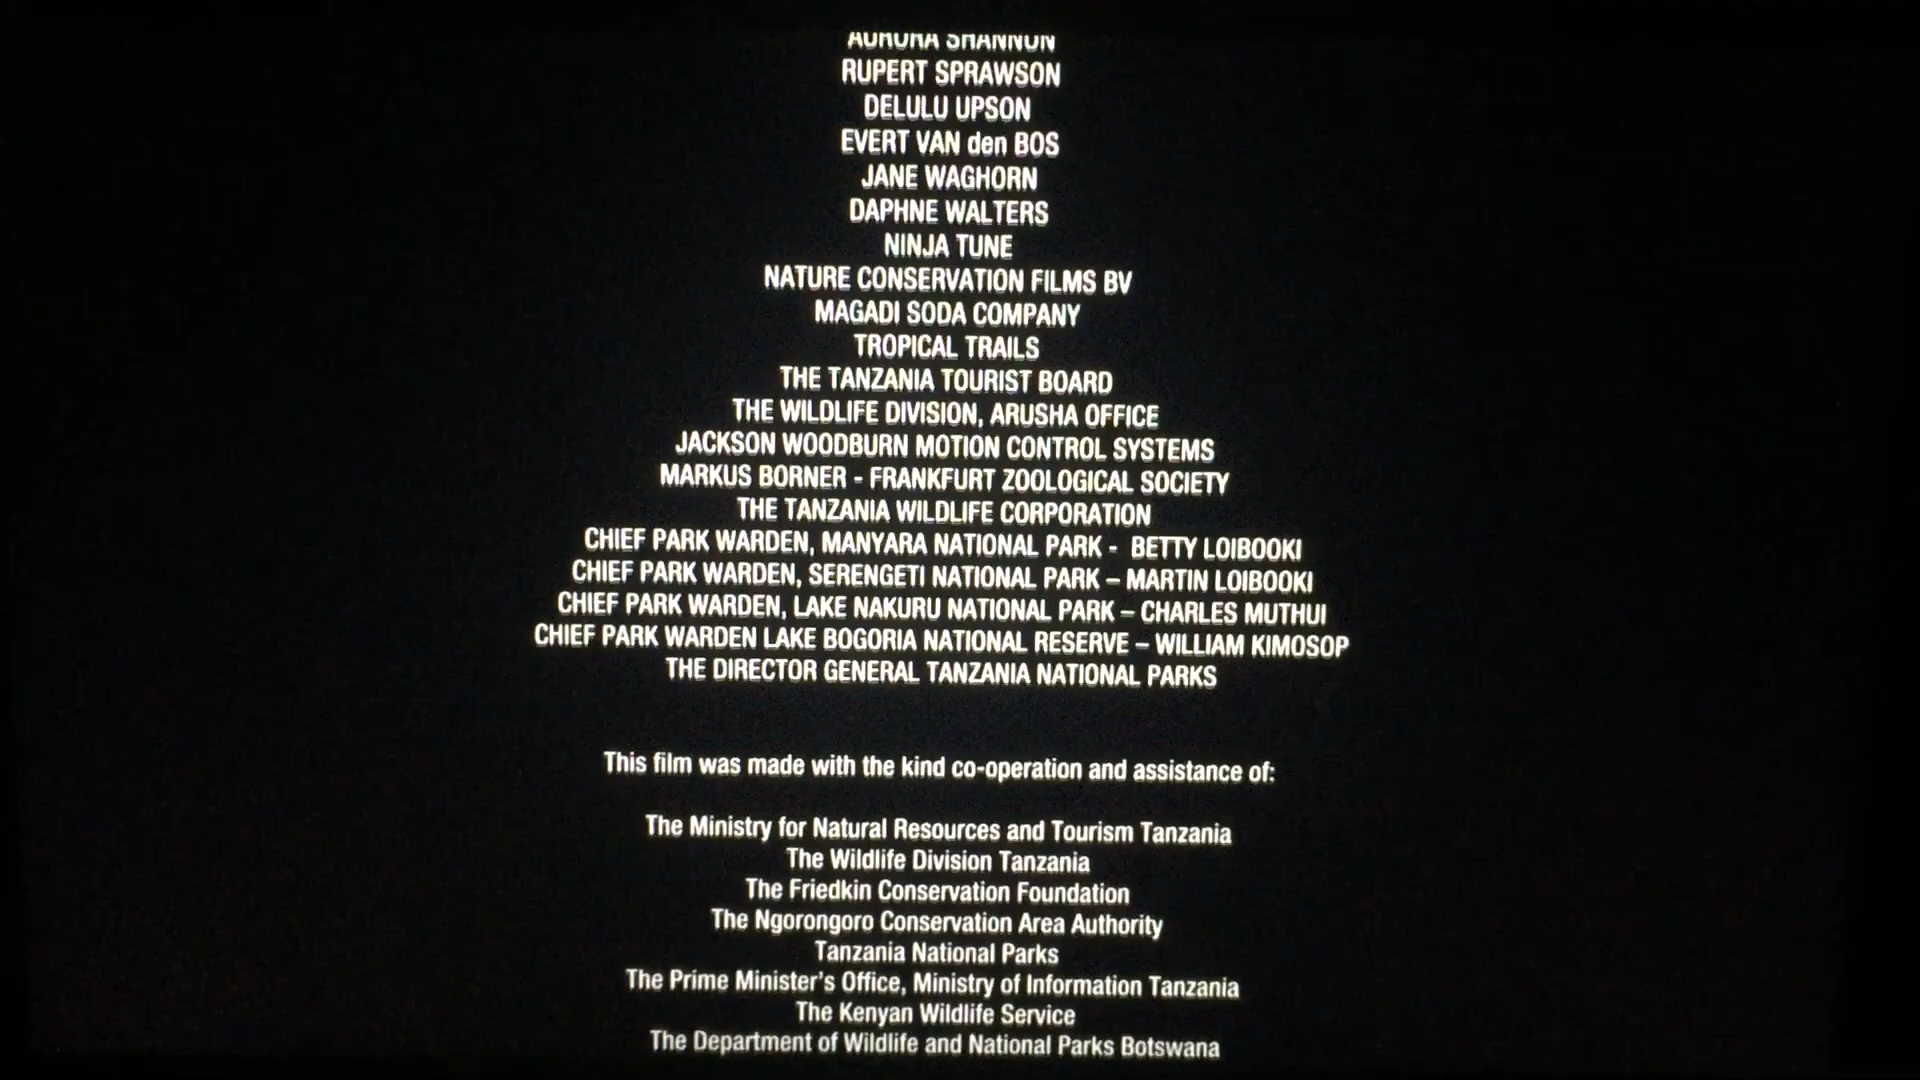 AURORA SHANNON
RUPERT SPRAWSON
DELULU UPSON
EVERT VAN den BOS
JANE WAGHORN
DAPHNE WALTERS
NINJA TUNE
NATURE CONSERVATION FILMS BV
MAGADI SODA COMPANY
TROPICAL TRAILS
THE TANZANIA TOURIST BOARD
THE WILDLIFE DIVISION, ARUSHA OFFICE
JACKSON WOODBURN MOTION CONTROL SYSTEMS
MARKUS BORNER - FRANKFURT ZOOLOGICAL SOCIETY
THE TANZANIA WILDLIFE CORPORATION
CHIEF PARK WARDEN, MANYARA NATIONAL PARK - BETTY LOIBOOKI
CHIEF PARK WARDEN, SERENGETI NATIONAL PARK – MARTIN LOIBOOKI
CHIEF PARK WARDEN, LAKE NAKURU NATIONAL PARK – CHARLES MUTHUI
CHIEF PARK WARDEN LAKE BOGORIA NATIONAL RESERVE – WILLIAM KIMOSOP
THE DIRECTOR GENERAL TANZANIA NATIONAL PARKS
This film was made with the kind co-operation and assistance of:
The Ministry for Natural Resources and Tourism Tanzania
The Wildlife Division Tanzania
The Friedkin Conservation Foundation
The Ngorongoro Conservation Area Authority
Tanzania National Parks
The Prime Minister's Office, Ministry of Information Tanzania
The Kenyan Wildlife Service
The Department of Wildlife and National Parks Botswana